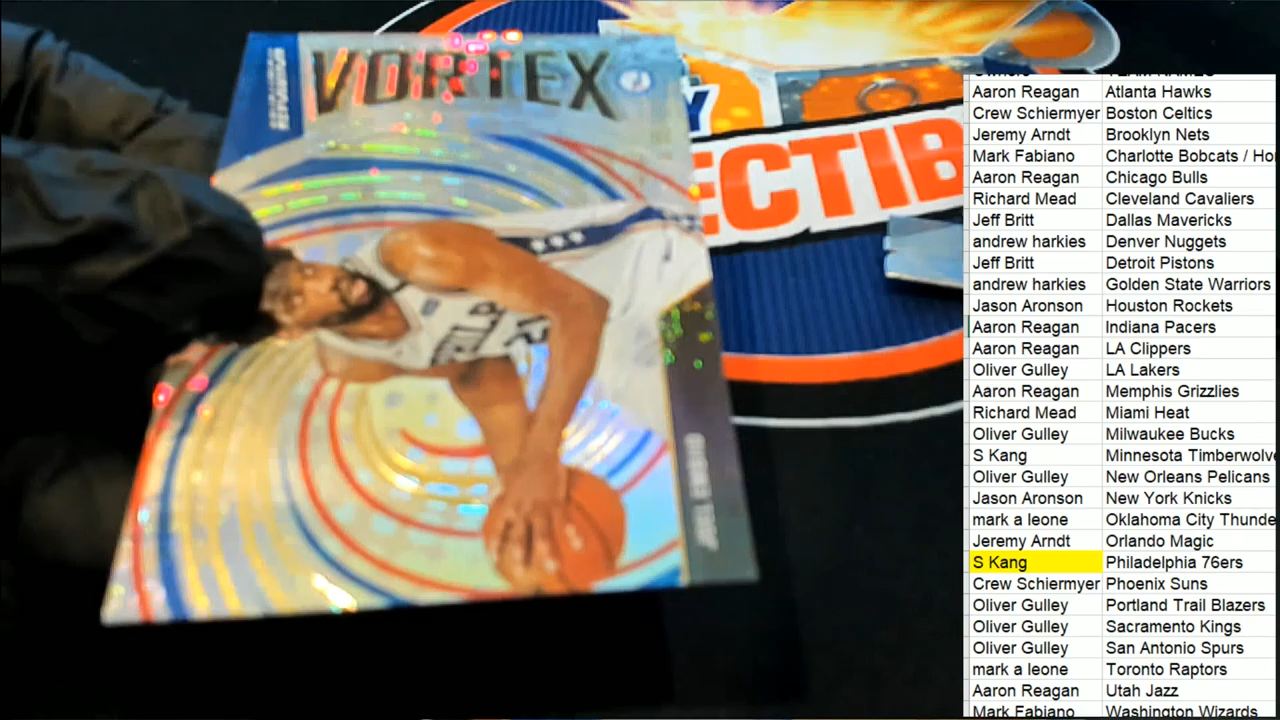 VORTEX
ECTIB
Owners TEAM NAMES
Aaron Reagan Atlanta Hawks
Crew Schiermyer Boston Celtics
Jeremy Arndt Brooklyn Nets
Mark Fabiano Charlotte Bobcats / Ho
Aaron Reagan Chicago Bulls
Richard Mead Cleveland Cavaliers
Jeff Britt Dallas Mavericks
andrew harkies Denver Nuggets
Jeff Britt Detroit Pistons
andrew harkies Golden State Warriors
Jason Aronson Houston Rockets
Aaron Reagan Indiana Pacers
Aaron Reagan LA Clippers
Oliver Gulley LA Lakers
Aaron Reagan Memphis Grizzlies
Richard Mead Miami Heat
Oliver Gulley Milwaukee Bucks
S Kang Minnesota Timberwolve
Oliver Gulley New Orleans Pelicans
Jason Aronson New York Knicks
mark a leone Oklahoma City Thunde
Jeremy Arndt Orlando Magic
S Kang Philadelphia 76ers
Crew Schiermyer Phoenix Suns
Oliver Gulley Portland Trail Blazers
Oliver Gulley Sacramento Kings
Oliver Gulley San Antonio Spurs
mark a leone Toronto Raptors
Aaron Reagan Utah Jazz
Mark Fabiano Washington Wizards